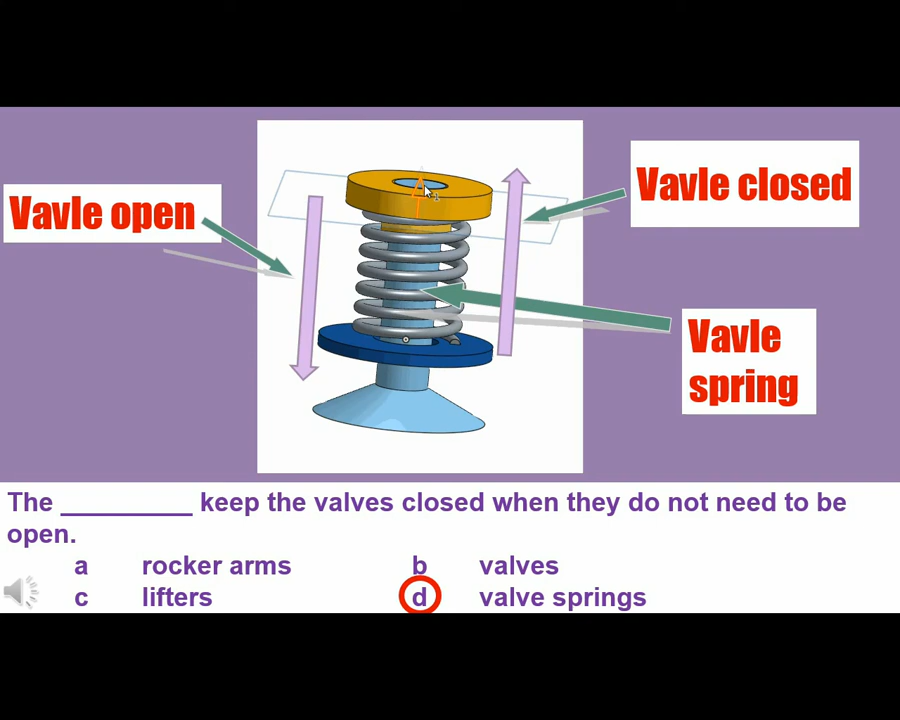 Vavle open
Vavle closed
Vavle
spring
The _________ keep the valves closed when they do not need to be
open.
a rocker arms b valves
c lifters d valve springs